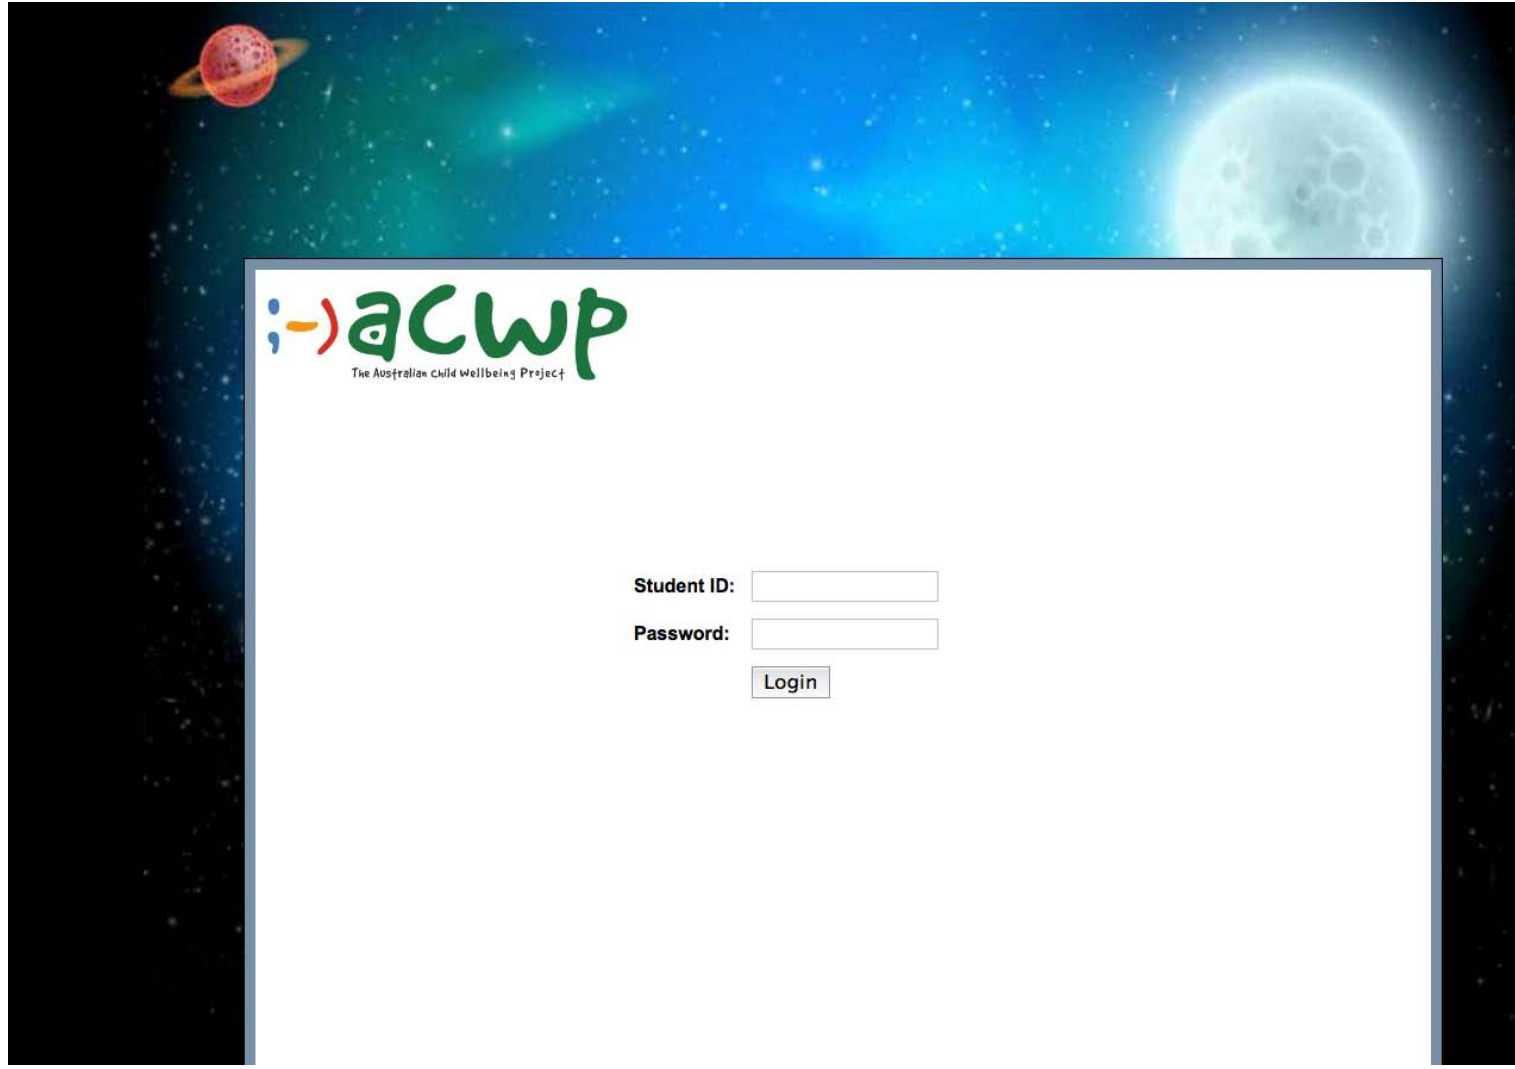 ;-) acwp
The Australian Child Wellbeing Project
Student ID:
Password:
Login